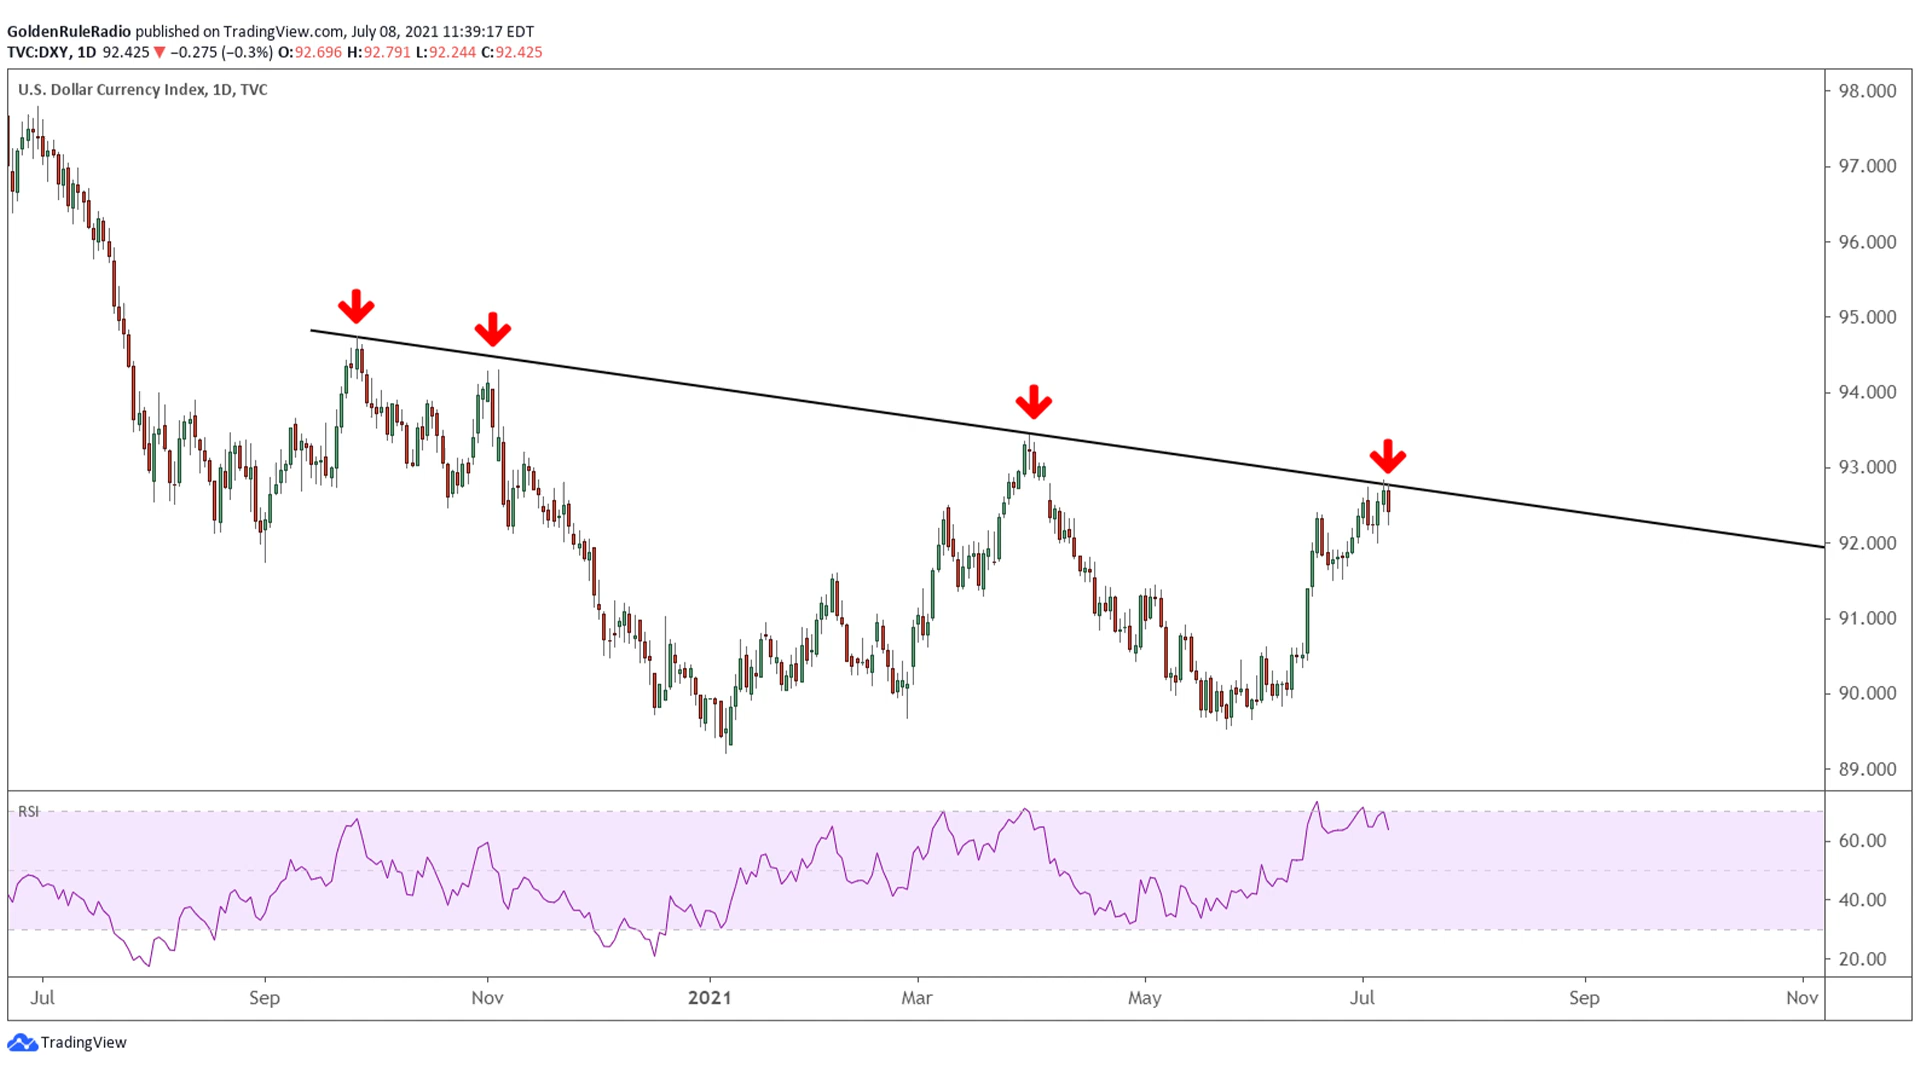 GoldenRuleRadio published on TradingView.com, July 08, 2021 11:39:17 EDT
TVC:DXY, 1D 92.425 ▼ −0.275 (−0.3%) O:92.696 H:92.791 L:92.244 C:92.425
U.S. Dollar Currency Index, 1D, TVC
98.000
97.000
96.000
95.000
94.000
93.000
92.000
91.000
90.000
89.000
RSI
60.00
40.00
20.00
Jul Sep Nov 2021 Mar May Jul Sep Nov
TradingView